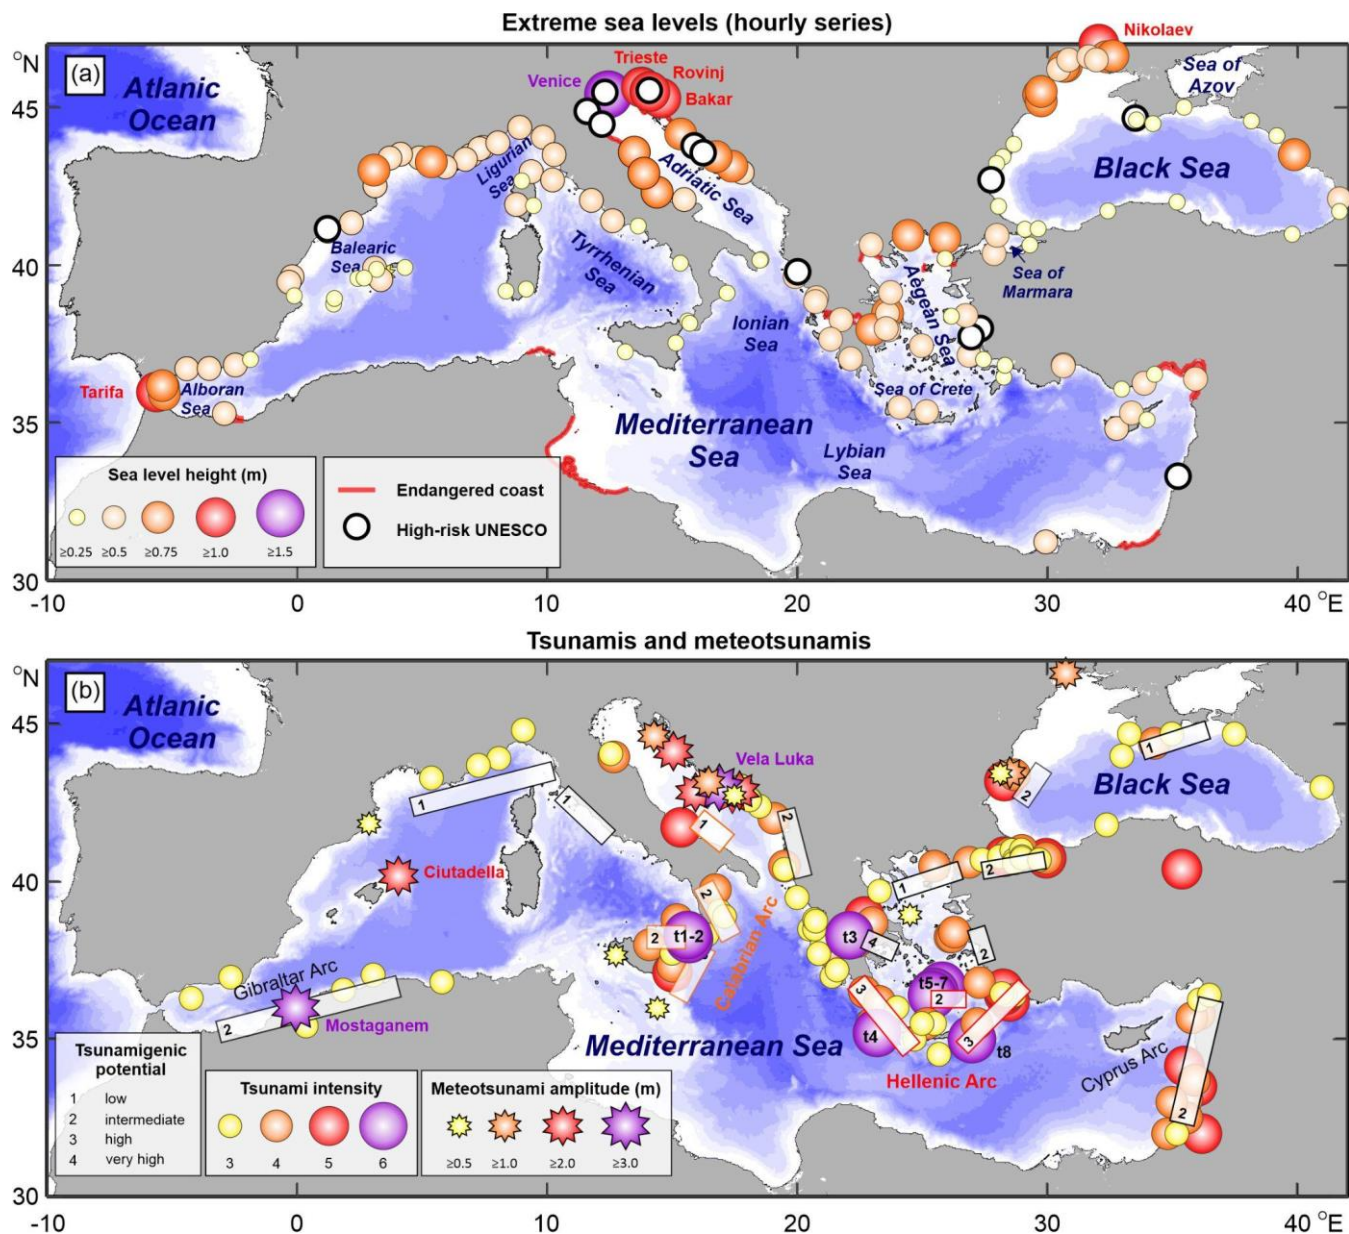 Extreme sea levels (hourly series)
°N
(a)
Atlanic
Ocean
Venice
Trieste
Rovinj
Bakar
Nikolaev
Sea of
Azov
45
Ligurian
Sea
Adriatic Sea
Black Sea
Balearic
Sea
Tyrrhenian
Sea
Aegean Sea
Sea of
Marmara
40
Ionian
Sea
Tarifa
Alboran
Sea
Sea of Crete
35
Mediterranean
Sea
Lybian
Sea
Sea level height (m)
≥0.25 ≥0.5 ≥0.75 ≥1.0 ≥1.5
Endangered coast
High-risk UNESCO
30
-10 0 10 20 30 40 °E
Tsunamis and meteotsunamis
°N
(b)
Atlanic
Ocean
45
Vela Luka
1
Black Sea
2
1
1
1
2
Ciutadella
40
1
2
2
Calabrian Arc
2
t1-2
t3
4
2
Gibraltar Arc
t5-7
2
3
2
Mostaganem
35
Mediterranean Sea
t4
3
t8
Hellenic Arc
Cyprus Arc
2
Tsunamigenic
potential
1 low
2 intermediate
3 high
4 very high
Tsunami intensity
3 4 5 6
Meteotsunami amplitude (m)
≥0.5 ≥1.0 ≥2.0 ≥3.0
30
-10 0 10 20 30 40 °E